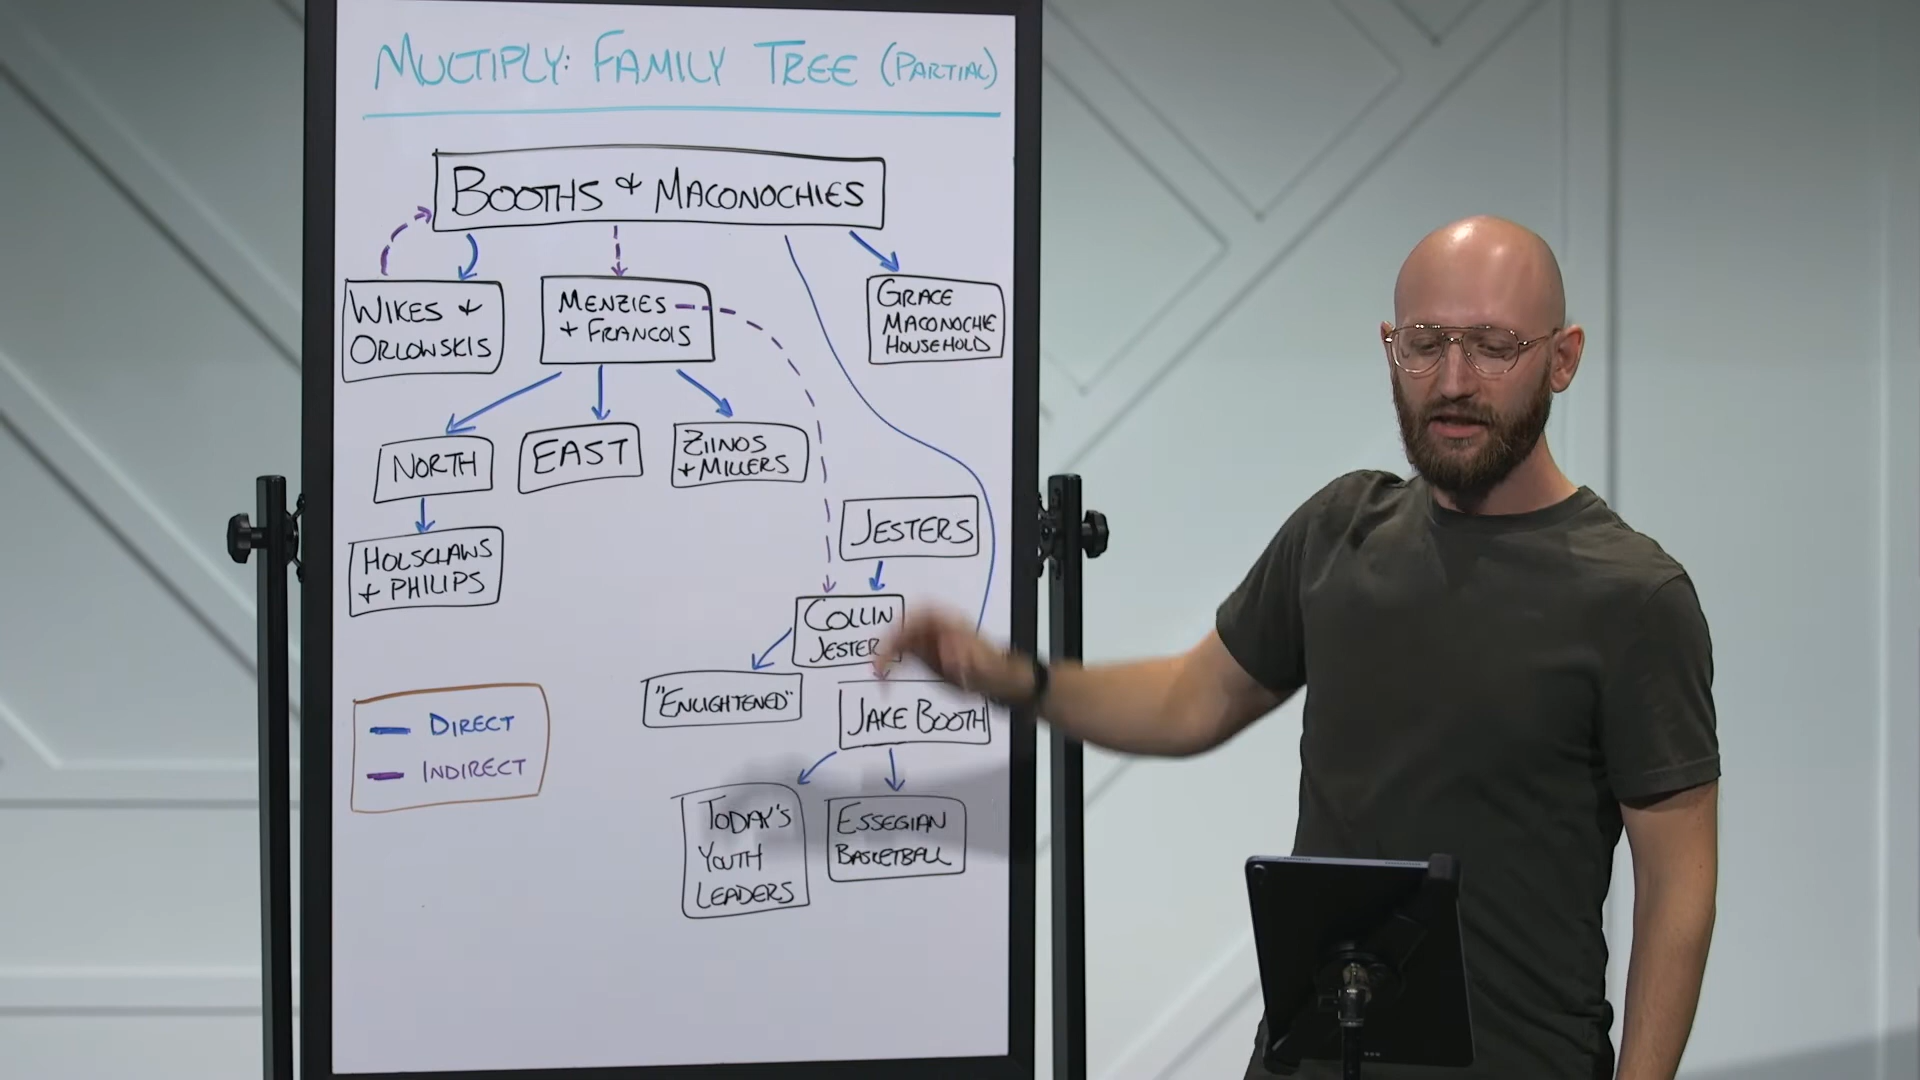 MULTIPLY: FAMILY TREE (PARTIAL)
BOOTHS & MACONOCHIES
WIKES &
ORLOWSKIS
MENZIES
+ FRANCOIS
GRACE
MACONOCHIE
HOUSEHOLD
NORTH
EAST
ZIINOS
+ MILLERS
HOLSCLAWS
+ PHILIPS
JESTERS
COLLIN
JESTER
"ENLIGHTENED"
JAKE BOOTH
DIRECT
INDIRECT
TODAY'S
YOUTH
LEADERS
ESSEGIAN
BASKETBALL